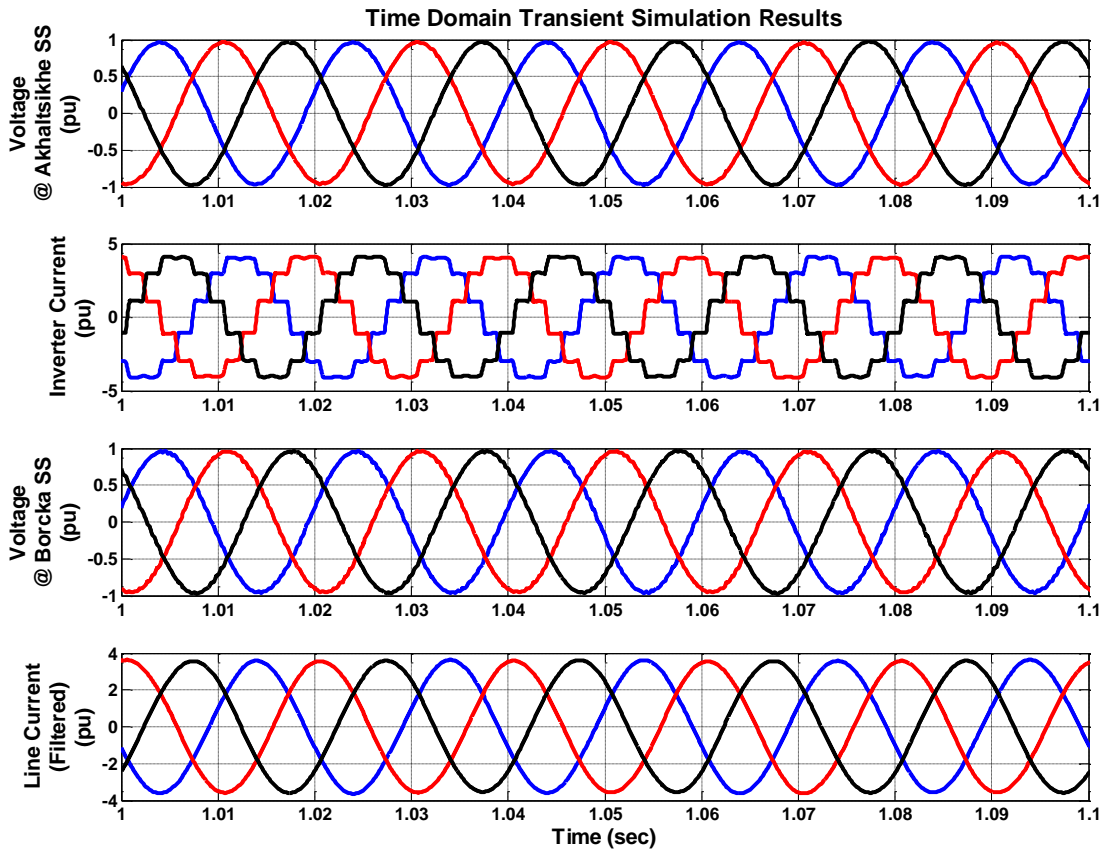 Time Domain Transient Simulation Results
Voltage
@ Akhaltsikhe SS
(pu)
1
0.5
0
-0.5
-1
1 1.01 1.02 1.03 1.04 1.05 1.06 1.07 1.08 1.09 1.1
Inverter Current
(pu)
5
0
-5
1 1.01 1.02 1.03 1.04 1.05 1.06 1.07 1.08 1.09 1.1
Voltage
@ Borcka SS
(pu)
1
0.5
0
-0.5
-1
1 1.01 1.02 1.03 1.04 1.05 1.06 1.07 1.08 1.09 1.1
Line Current
(Filtered)
(pu)
4
2
0
-2
-4
1 1.01 1.02 1.03 1.04 1.05 1.06 1.07 1.08 1.09 1.1
Time (sec)